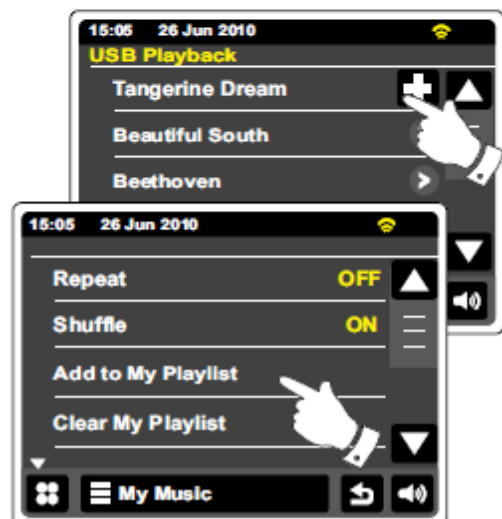 15:05 26 Jun 2010
USB Playback
Tangerine Dream
Beautiful South
Beethoven
15:05 26 Jun 2010
Repeat OFF
Shuffle ON
Add to My Playlist
Clear My Playlist
My Music